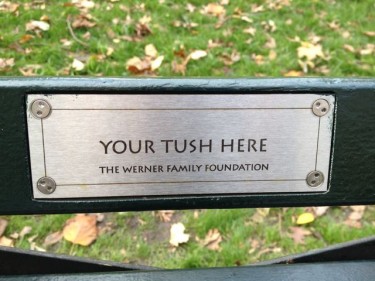 YOUR TUSH HERE
THE WERNER FAMILY FOUNDATION